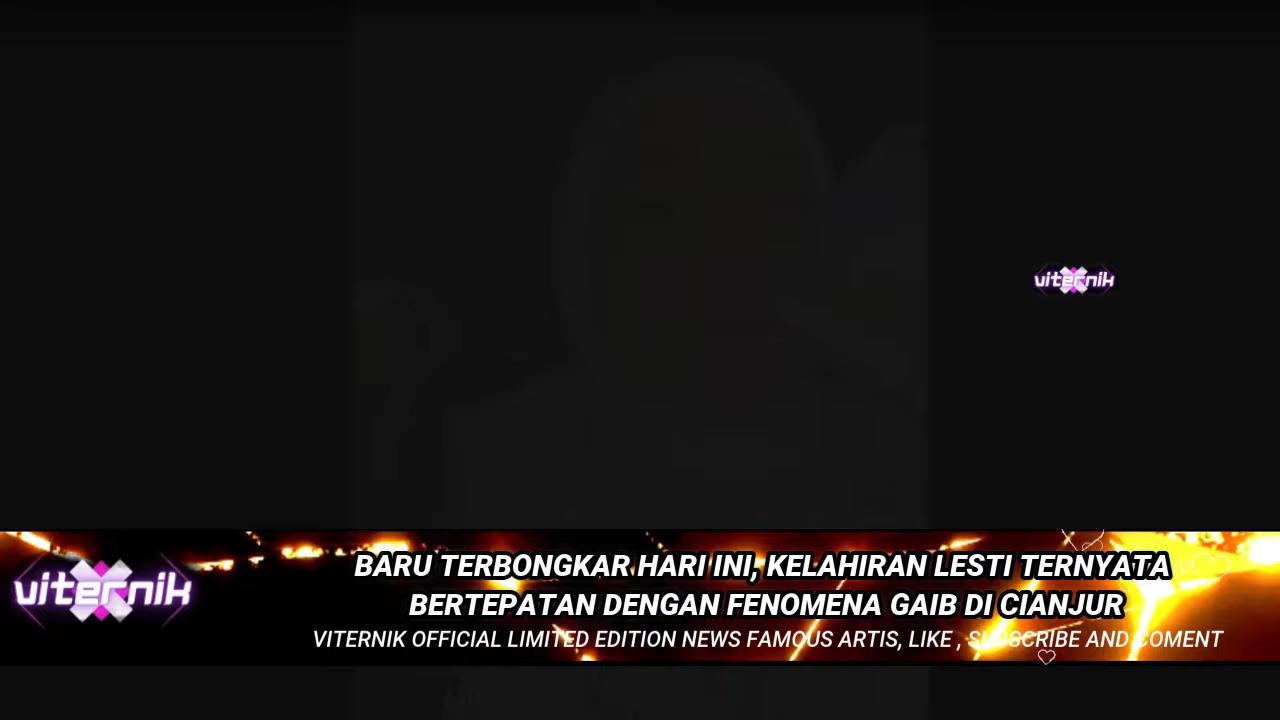 viternik
viternik
BARU TERBONGKAR HARI INI, KELAHIRAN LESTI TERNYATA
BERTEPATAN DENGAN FENOMENA GAIB DI CIANJUR
VITERNIK OFFICIAL LIMITED EDITION NEWS FAMOUS ARTIS, LIKE , SUBSCRIBE AND COMENT